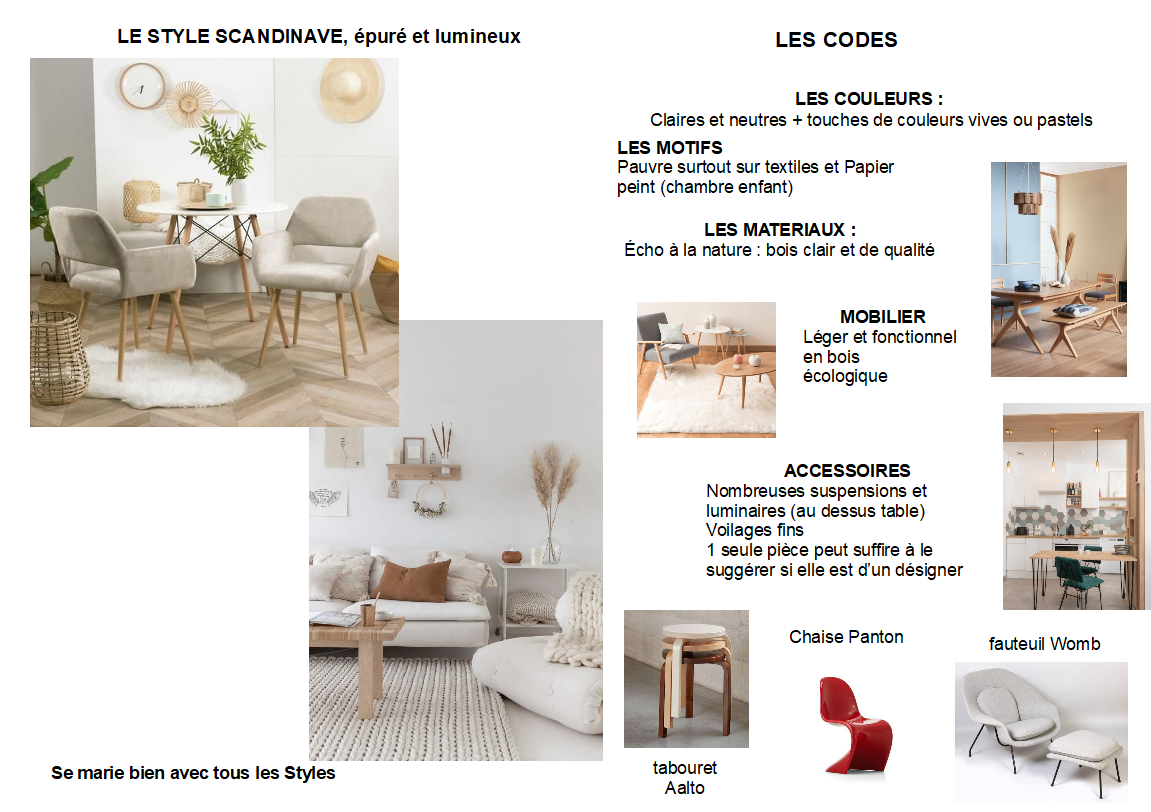 LE STYLE SCANDINAVE, épuré et lumineux
Se marie bien avec tous les Styles
LES CODES
LES COULEURS :
Claires et neutres + touches de couleurs vives ou pastels
LES MOTIFS
Pauvre surtout sur textiles et Papier
peint (chambre enfant)
LES MATERIAUX :
Écho à la nature : bois clair et de qualité
MOBILIER
Léger et fonctionnel
en bois
écologique
ACCESSOIRES
Nombreuses suspensions et
luminaires (au dessus table)
Voilages fins
1 seule pièce peut suffire à le
suggérer si elle est d’un désigner
tabouret
Aalto
Chaise Panton
fauteuil Womb